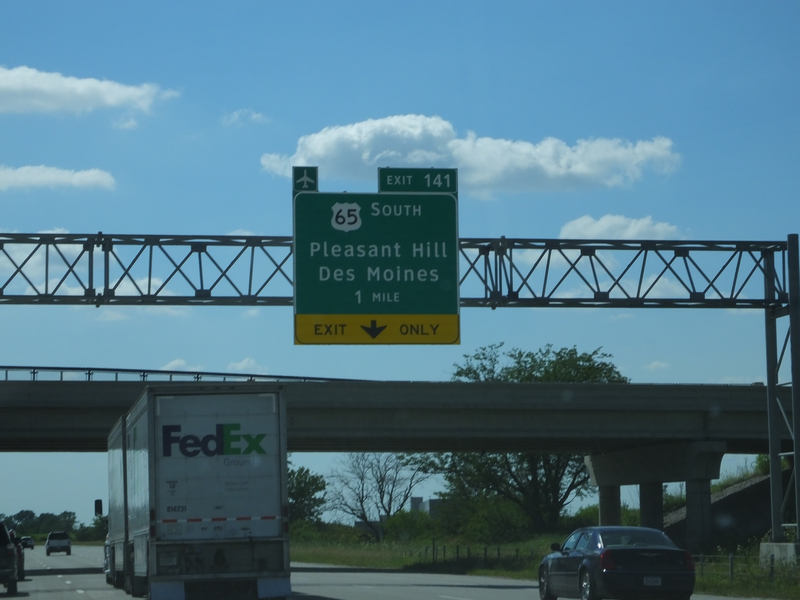 EXIT 141
65 SOUTH
Pleasant Hill
Des Moines
1 MILE
EXIT ONLY
FedEx
Ground